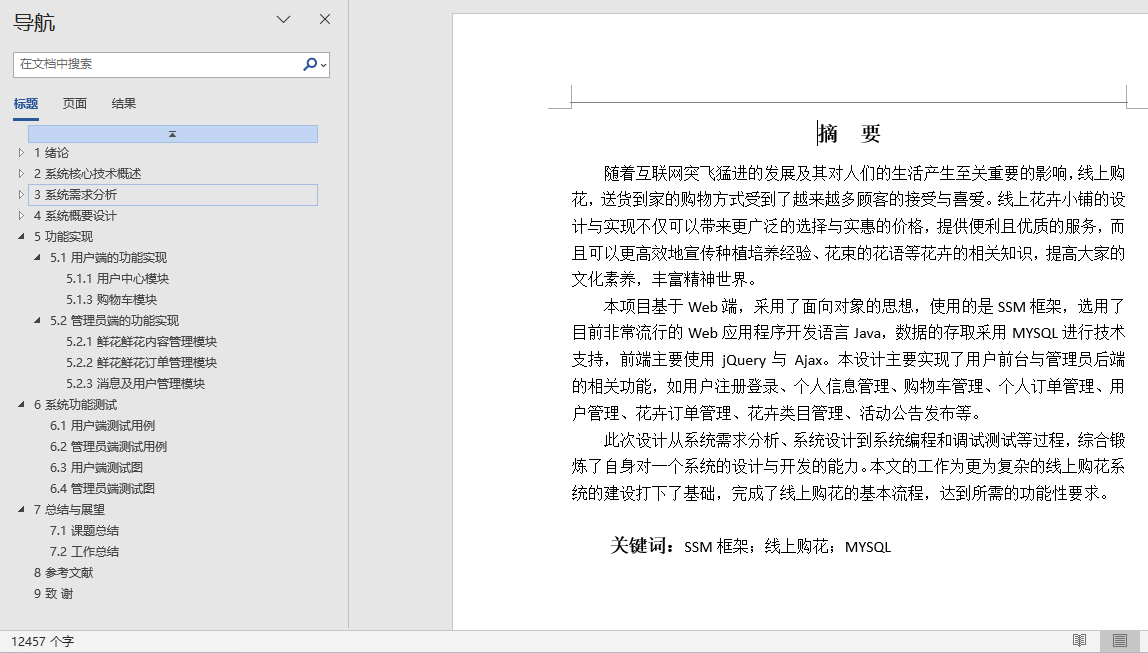 导航
在文档中搜索
标题 页面 结果
1 绪论
2 系统核心技术概述
3 系统需求分析
4 系统概要设计
5 功能实现
5.1 用户端的功能实现
5.1.1 用户中心模块
5.1.3 购物车模块
5.2 管理员端的功能实现
5.2.1 鲜花鲜花内容管理模块
5.2.2 鲜花鲜花订单管理模块
5.2.3 消息及用户管理模块
6 系统功能测试
6.1 用户端测试用例
6.2 管理员端测试用例
6.3 用户端测试图
6.4 管理员端测试图
7 总结与展望
7.1 课题总结
7.2 工作总结
8 参考文献
9 致 谢
12457 个字
摘 要
随着互联网突飞猛进的发展及其对人们的生活产生至关重要的影响，线上购
花，送货到家的购物方式受到了越来越多顾客的接受与喜爱。线上花卉小铺的设
计与实现不仅可以带来更广泛的选择与实惠的价格，提供便利且优质的服务，而
且可以更高效地宣传种植培养经验、花束的花语等花卉的相关知识，提高大家的
文化素养，丰富精神世界。
本项目基于 Web 端，采用了面向对象的思想，使用的是 SSM 框架，选用了
目前非常流行的 Web 应用程序开发语言 Java，数据的存取采用 MYSQL 进行技术
支持，前端主要使用 jQuery 与 Ajax。本设计主要实现了用户前台与管理员后端
的相关功能，如用户注册登录、个人信息管理、购物车管理、个人订单管理、用
户管理、花卉订单管理、花卉类目管理、活动公告发布等。
此次设计从系统需求分析、系统设计到系统编程和调试测试等过程，综合锻
炼了自身对一个系统的设计与开发的能力。本文的工作为更为复杂的线上购花系
统的建设打下了基础，完成了线上购花的基本流程，达到所需的功能性要求。
关键词：SSM 框架；线上购花；MYSQL